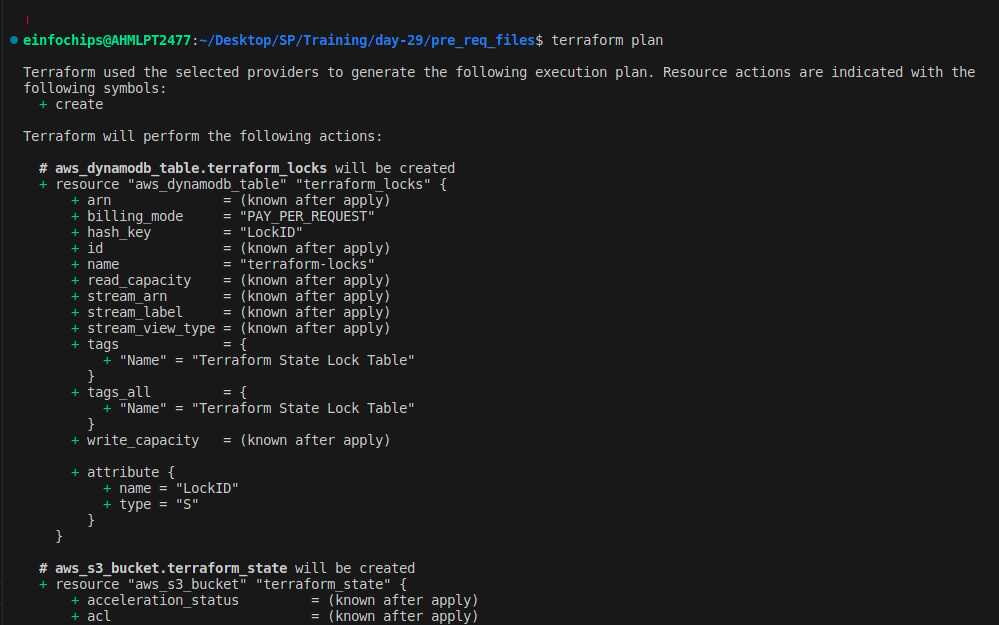 einfochips@AHMLPT2477:~/Desktop/SP/Training/day-29/pre_req_files$ terraform plan
Terraform used the selected providers to generate the following execution plan. Resource actions are indicated with the
following symbols:
  + create
Terraform will perform the following actions:
  # aws_dynamodb_table.terraform_locks will be created
  + resource "aws_dynamodb_table" "terraform_locks" {
      + arn              = (known after apply)
      + billing_mode     = "PAY_PER_REQUEST"
      + hash_key         = "LockID"
      + id               = (known after apply)
      + name             = "terraform-locks"
      + read_capacity    = (known after apply)
      + stream_arn       = (known after apply)
      + stream_label     = (known after apply)
      + stream_view_type = (known after apply)
      + tags             = {
          + "Name" = "Terraform State Lock Table"
        }
      + tags_all         = {
          + "Name" = "Terraform State Lock Table"
        }
      + write_capacity   = (known after apply)
      + attribute {
          + name = "LockID"
          + type = "S"
        }
    }
  # aws_s3_bucket.terraform_state will be created
  + resource "aws_s3_bucket" "terraform_state" {
      + acceleration_status         = (known after apply)
      + acl                         = (known after apply)